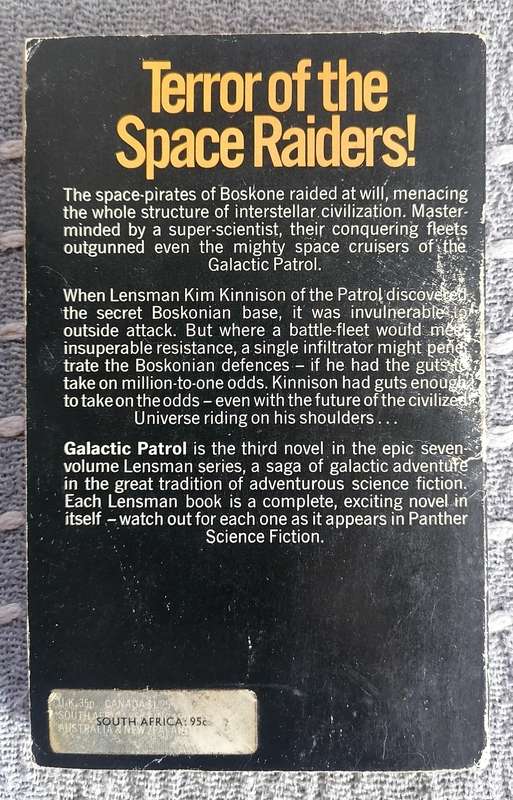 Terror of the
Space Raiders!
The space-pirates of Boskone raided at will, menacing
the whole structure of interstellar civilization. Master-
minded by a super-scientist, their conquering fleets
outgunned even the mighty space cruisers of the
Galactic Patrol.
When Lensman Kim Kinnison of the Patrol discovered
the secret Boskonian base, it was invulnerable to
outside attack. But where a battle-fleet would meet
insuperable resistance, a single infiltrator might pene-
trate the Boskonian defences – if he had the guts to
take on million-to-one odds. Kinnison had guts enough
to take on the odds – even with the future of the civilized
Universe riding on his shoulders ...
Galactic Patrol is the third novel in the epic seven-
volume Lensman series, a saga of galactic adventure
in the great tradition of adventurous science fiction.
Each Lensman book is a complete, exciting novel in
itself – watch out for each one as it appears in Panther
Science Fiction.
U.K. 35p CANADA
SOUTH
SOUTH AFRICA: 95c
AUSTRALIA & NEW ZEALAND